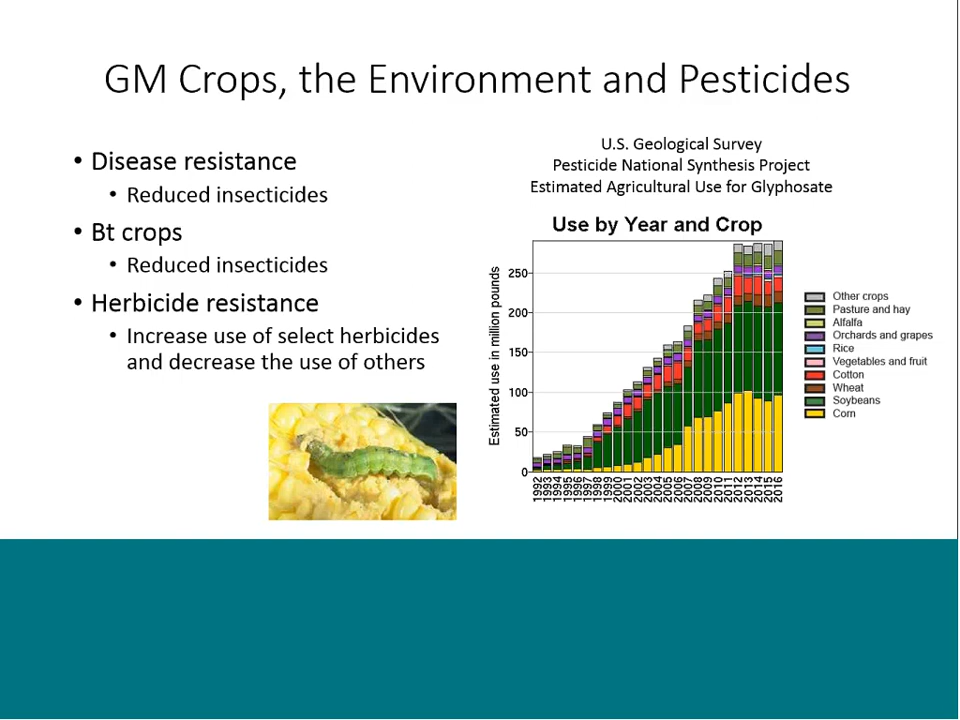 GM Crops, the Environment and Pesticides
• Disease resistance
• Reduced insecticides
• Bt crops
• Reduced insecticides
• Herbicide resistance
• Increase use of select herbicides
and decrease the use of others
U.S. Geological Survey
Pesticide National Synthesis Project
Estimated Agricultural Use for Glyphosate
Use by Year and Crop
Estimated use in million pounds
250
200
150
100
50
0
1992
1993
1994
1995
1996
1997
1998
1999
2000
2001
2002
2003
2004
2005
2006
2007
2008
2009
2010
2011
2012
2013
2014
2015
2016
Other crops
Pasture and hay
Alfalfa
Orchards and grapes
Rice
Vegetables and fruit
Cotton
Wheat
Soybeans
Corn